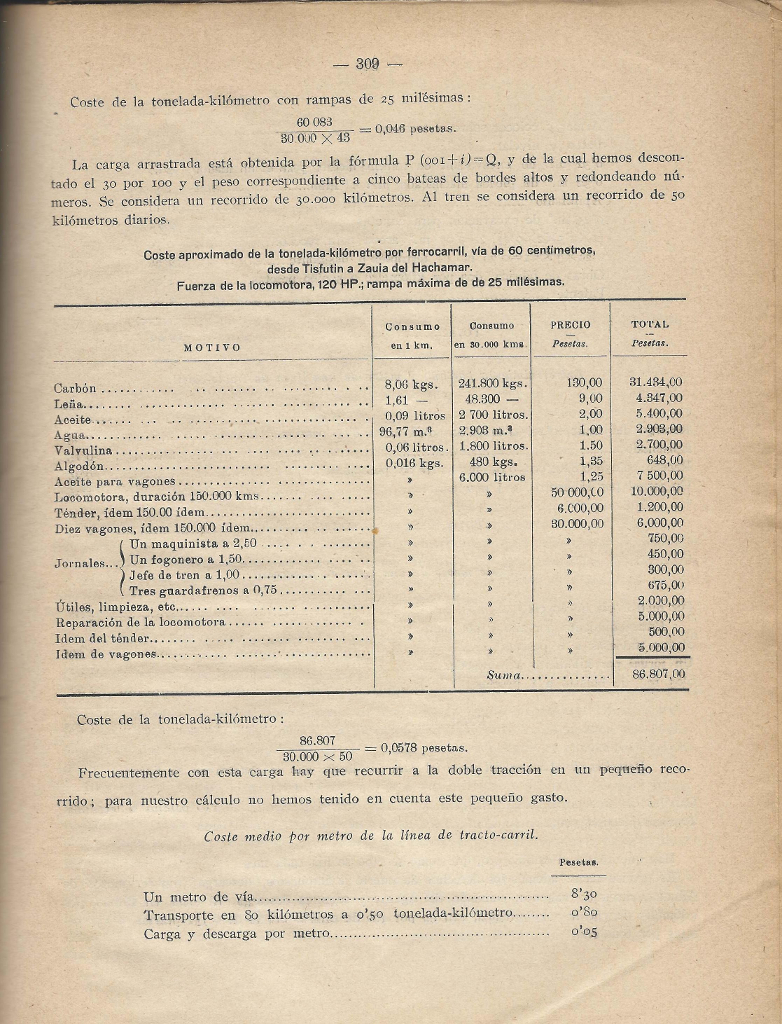 — 309 —
Coste de la tonelada-kilómetro con rampas de 25 milésimas :
60 083
30 000 × 43
= 0,046 pesetas.
La carga arrastrada está obtenida por la fórmula P (001+i)=Q, y de la cual hemos descon-
tado el 30 por 100 y el peso correspondiente a cinco bateas de bordes altos y redondeando nú-
meros. Se considera un recorrido de 30.000 kilómetros. Al tren se considera un recorrido de 50
kilómetros diarios.
Coste aproximado de la tonelada-kilómetro por ferrocarril, vía de 60 centímetros,
desde Tisfutin a Zauia del Hachamar.
Fuerza de la locomotora, 120 HP.; rampa máxima de de 25 milésimas.
MOTIVO | Consumo en 1 km. | Consumo en 30.000 kms. | PRECIO — Pesetas. | TOTAL — Pesetas.
Carbón | 8,06 kgs. | 241.800 kgs. | 130,00 | 31.434,00
Leña | 1,61 — | 48.300 — | 9,00 | 4.347,00
Aceite | 0,09 litros | 2 700 litros. | 2,00 | 5.400,00
Agua | 96,77 m.³ | 2.903 m.³ | 1,00 | 2.903,00
Valvulina | 0,06 litros. | 1.800 litros. | 1.50 | 2.700,00
Algodón | 0,016 kgs. | 480 kgs. | 1,35 | 648,00
Aceite para vagones | » | 6.000 litros | 1,25 | 7 500,00
Locomotora, duración 150.000 kms | » | » | 50 000,00 | 10.000,00
Ténder, ídem 150.00 ídem | » | » | 6.000,00 | 1.200,00
Diez vagones, ídem 150.000 ídem | » | » | 30.000,00 | 6.000,00
Jornales...
Un maquinista a 2,50 | » | » | » | 750,00
Un fogonero a 1,50 | » | » | » | 450,00
Jefe de tren a 1,00 | » | » | » | 300,00
Tres guardafrenos a 0,75 | » | » | » | 675,00
Útiles, limpieza, etc | » | » | » | 2.000,00
Reparación de la locomotora | » | » | » | 5.000,00
Idem del ténder | » | » | » | 500,00
Idem de vagones | » | » | » | 5.000,00
Suma | 86.807,00
Coste de la tonelada-kilómetro :
86.807
30.000 × 50
= 0,0578 pesetas.
Frecuentemente con esta carga hay que recurrir a la doble tracción en un pequeño reco-
rrido ; para nuestro cálculo no hemos tenido en cuenta este pequeño gasto.
Coste medio por metro de la línea de tracto-carril.
Pesetas.
Un metro de vía | 8'30
Transporte en 80 kilómetros a 0'50 tonelada-kilómetro | 0'80
Carga y descarga por metro | 0'05